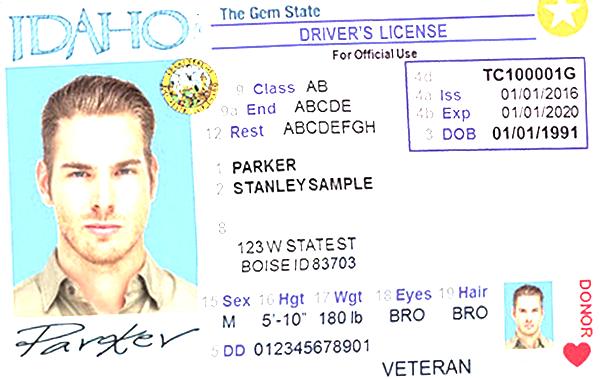 IDAHO
The Gem State
DRIVER'S LICENSE
For Official Use
9 Class AB
9a End ABCDE
12 Rest ABCDEFGH
4d TC100001G
4a Iss 01/01/2016
4b Exp 01/01/2020
3 DOB 01/01/1991
1 PARKER
2 STANLEY SAMPLE
8
123 W STATE ST
BOISE ID 83703
15 Sex 16 Hgt 17 Wgt 18 Eyes 19 Hair
M 5'-10" 180 lb BRO BRO
5 DD 012345678901
Parker
VETERAN
DONOR